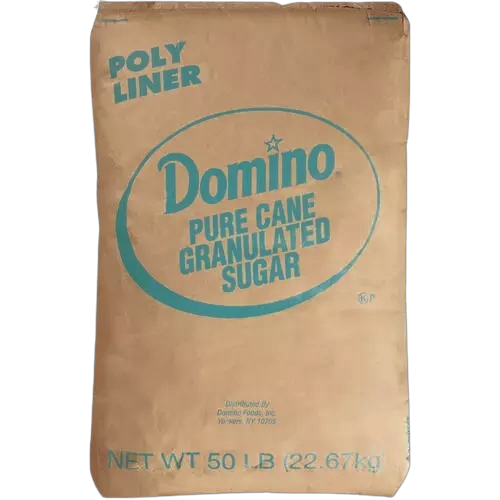 POLY
LINER
Domino
PURE CANE
GRANULATED
SUGAR
K P
Distributed By
Domino Foods, Inc.
Yonkers, NY 10705
NET WT 50 LB (22.67kg)